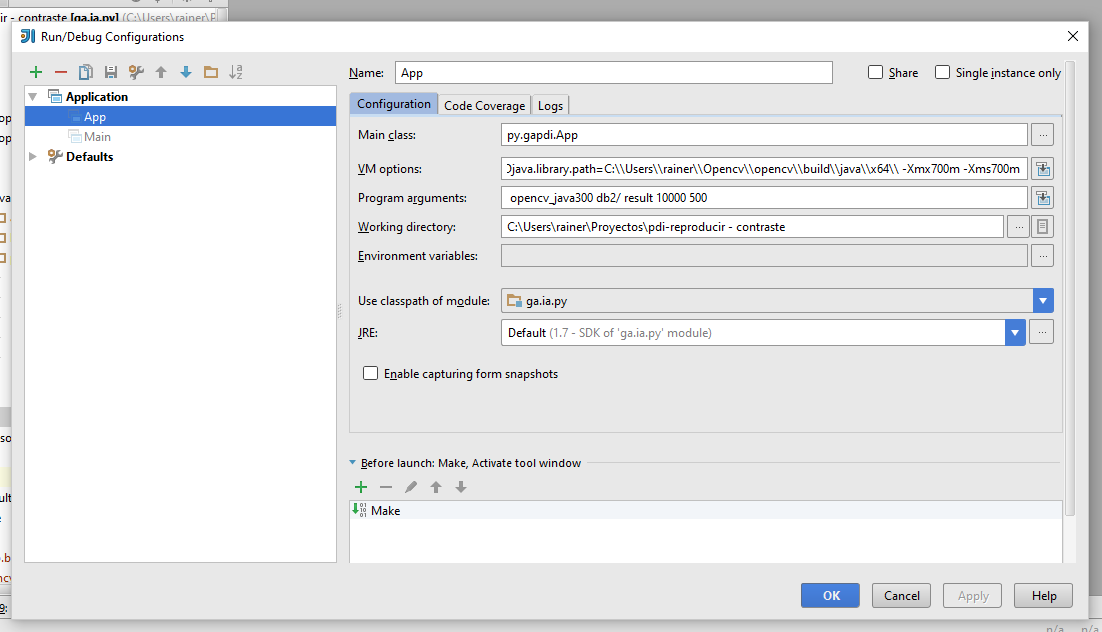 ir - contraste [ga.ia.py] (C:\Users\rainer\P
Run/Debug Configurations
Name: App
Share
Single instance only
Application
App
Main
Defaults
Configuration
Code Coverage
Logs
Main class: py.gapdi.App
VM options: Djava.library.path=C:\\Users\\rainer\\Opencv\\opencv\\build\\java\\x64\\ -Xmx700m -Xms700m
Program arguments: opencv_java300 db2/ result 10000 500
Working directory: C:\Users\rainer\Proyectos\pdi-reproducir - contraste
Environment variables:
Use classpath of module: ga.ia.py
JRE: Default (1.7 - SDK of 'ga.ia.py' module)
Enable capturing form snapshots
Before launch: Make, Activate tool window
Make
OK
Cancel
Apply
Help
n/a n/a